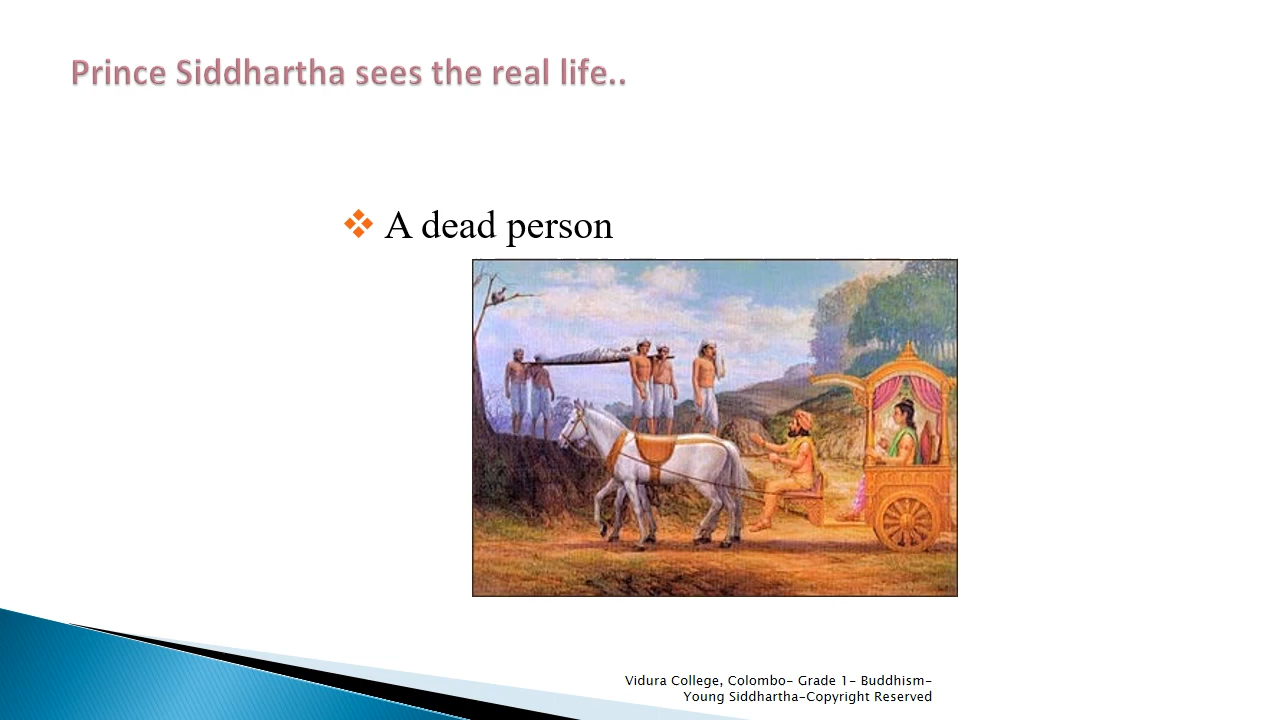 Prince Siddhartha sees the real life..
❖ A dead person
Vidura College, Colombo- Grade 1- Buddhism-
Young Siddhartha-Copyright Reserved